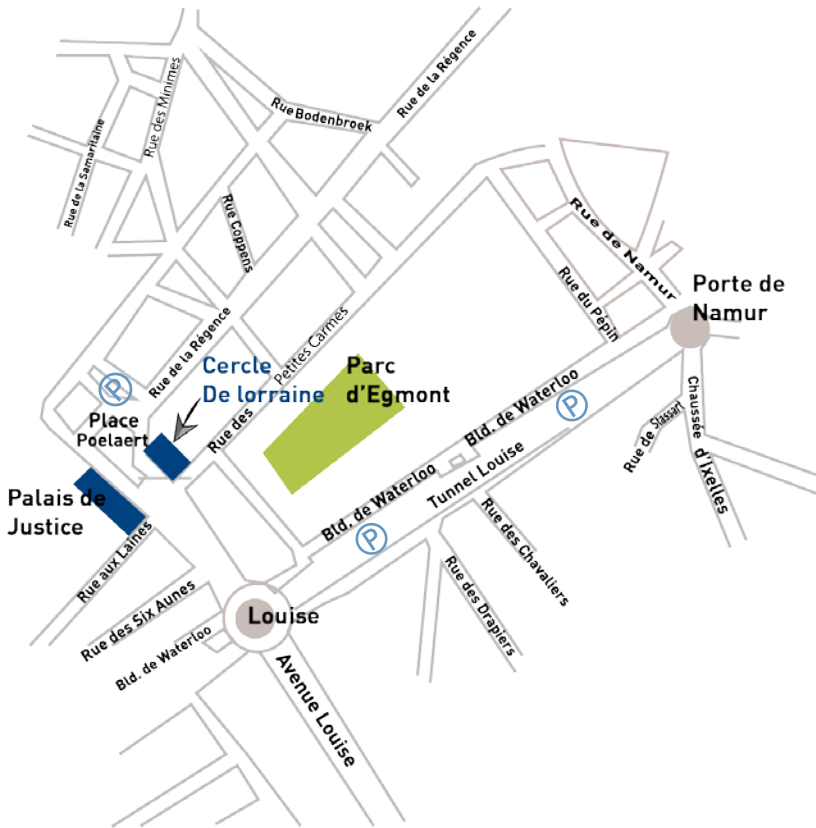 Rue de la Régence
Rue Bodenbroek
Rue des Minimes
Rue de la Samaritaine
Rue Coppens
Rue de Namur
Rue du Pépin
Porte de
Namur
Rue de la Régence
Petites Carmes
Rue des
Cercle
De lorraine
Parc
d'Egmont
P
Place
Poelaert
Bld. de Waterloo
P
Chaussée d'Ixelles
Rue de Stassart
Palais de
Justice
Bld. de Waterloo
Tunnel Louise
P
Rue des Chavaliers
Rue des Drapiers
Rue aux Laines
Rue des Six Aunes
Louise
Bld. de Waterloo
Avenue Louise